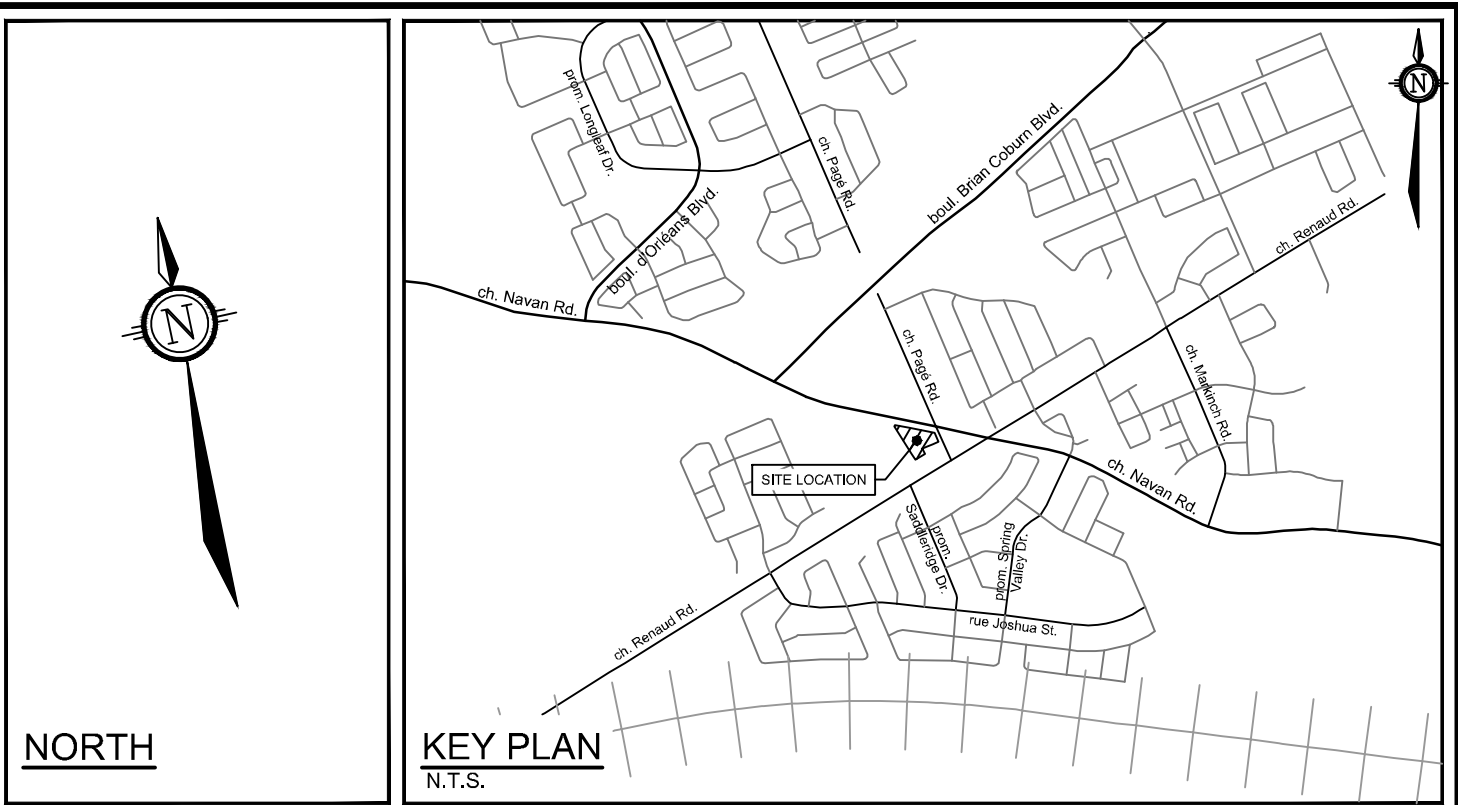 N
NORTH
N
prom. Longleaf Dr.
ch. Pagé Rd.
boul. Brian Coburn Blvd.
boul. d'Orléans Blvd.
ch. Renaud Rd.
ch. Navan Rd.
ch. Pagé Rd.
ch. Markinch Rd.
SITE LOCATION
ch. Navan Rd.
prom.
Saddleridge Dr.
prom. Spring
Valley Dr.
rue Joshua St.
ch. Renaud Rd.
KEY PLAN
N.T.S.